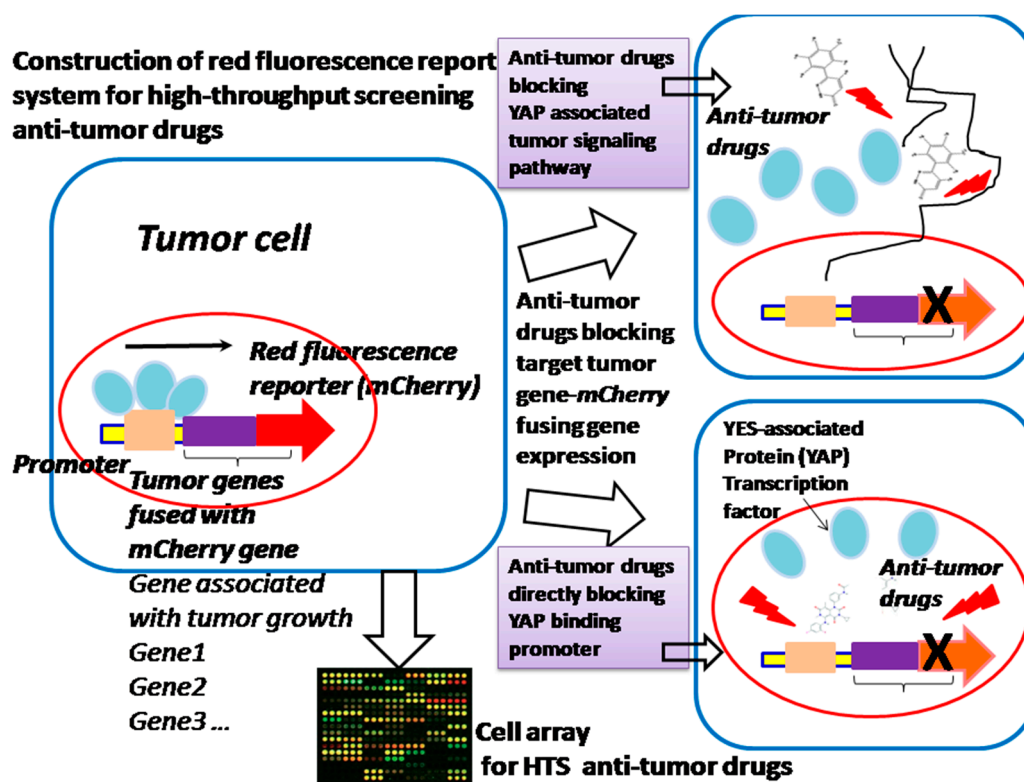 Construction of red fluorescence report
system for high-throughput screening
anti-tumor drugs
Tumor cell
Red fluorescence
reporter (mCherry)
Promoter
Tumor genes
fused with
mCherry gene
Gene associated
with tumor growth
Gene1
Gene2
Gene3 ...
Cell array
for HTS anti-tumor drugs
Anti-tumor drugs
blocking
YAP associated
tumor signaling
pathway
Anti-tumor
drugs blocking
target tumor
gene-mCherry
fusing gene
expression
Anti-tumor drugs
directly blocking
YAP binding
promoter
Anti-tumor
drugs
X
YES-associated
Protein (YAP)
Transcription
factor
Anti-tumor
drugs
X